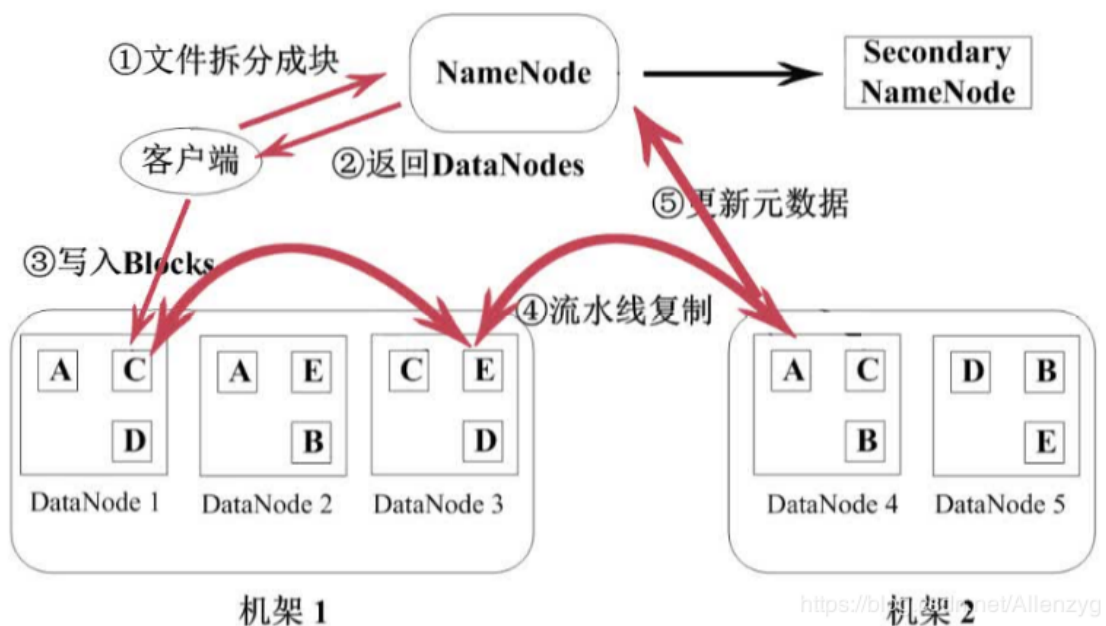 ①文件拆分成块
NameNode
Secondary
NameNode
客户端
②返回DataNodes
⑤更新元数据
③写入Blocks
④流水线复制
A
C
D
A
E
B
C
E
D
A
C
B
D
B
E
DataNode 1
DataNode 2
DataNode 3
DataNode 4
DataNode 5
机架 1
机架 2